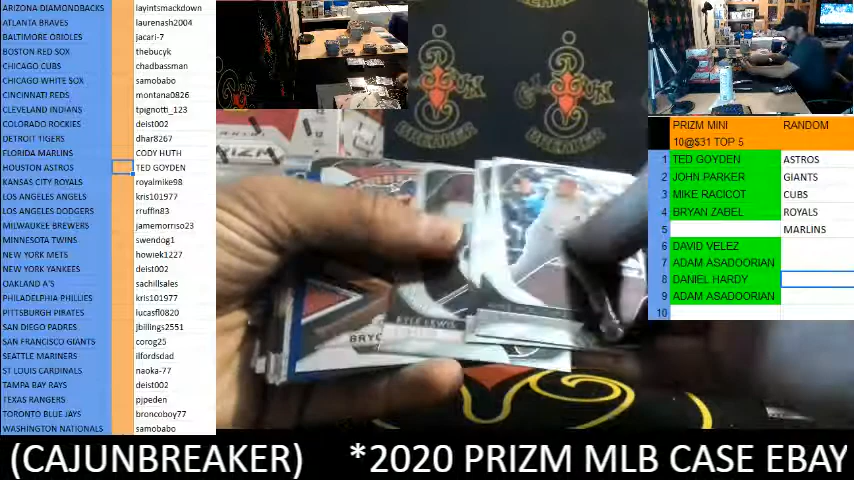 ARIZONA DIAMONDBACKS layintsmackdown
ATLANTA BRAVES laurenash2004
BALTIMORE ORIOLES jacari-7
BOSTON RED SOX thebucyk
CHICAGO CUBS chadbassman
CHICAGO WHITE SOX samobabo
CINCINNATI REDS montana0826
CLEVELAND INDIANS tpignotti_123
COLORADO ROCKIES deist002
DETROIT TIGERS dhar8267
FLORIDA MARLINS CODY HUTH
HOUSTON ASTROS TED GOYDEN
KANSAS CITY ROYALS royalmike98
LOS ANGELES ANGELS kris101977
LOS ANGELES DODGERS rruffin83
MILWAUKEE BREWERS jamemorriso23
MINNESOTA TWINS swendog1
NEW YORK METS howiek1227
NEW YORK YANKEES deist002
OAKLAND A'S sachillsales
PHILADELPHIA PHILLIES kris101977
PITTSBURGH PIRATES lucasfl0820
SAN DIEGO PADRES jbillings2551
SAN FRANCISCO GIANTS corog25
SEATTLE MARINERS ilfordsdad
ST LOUIS CARDINALS naoka-77
TAMPA BAY RAYS deist002
TEXAS RANGERS pjpeden
TORONTO BLUE JAYS broncoboy77
WASHINGTON NATIONALS samobabo
PRIZM
KYLE LEWIS
BRYC
BREAKER
PRIZM MINI RANDOM
10@$31 TOP 5
1 TED GOYDEN ASTROS
2 JOHN PARKER GIANTS
3 MIKE RACICOT CUBS
4 BRYAN ZABEL ROYALS
5 MARLINS
6 DAVID VELEZ
7 ADAM ASADOORIAN
8 DANIEL HARDY
9 ADAM ASADOORIAN
10
(CAJUNBREAKER) *2020 PRIZM MLB CASE EBAY